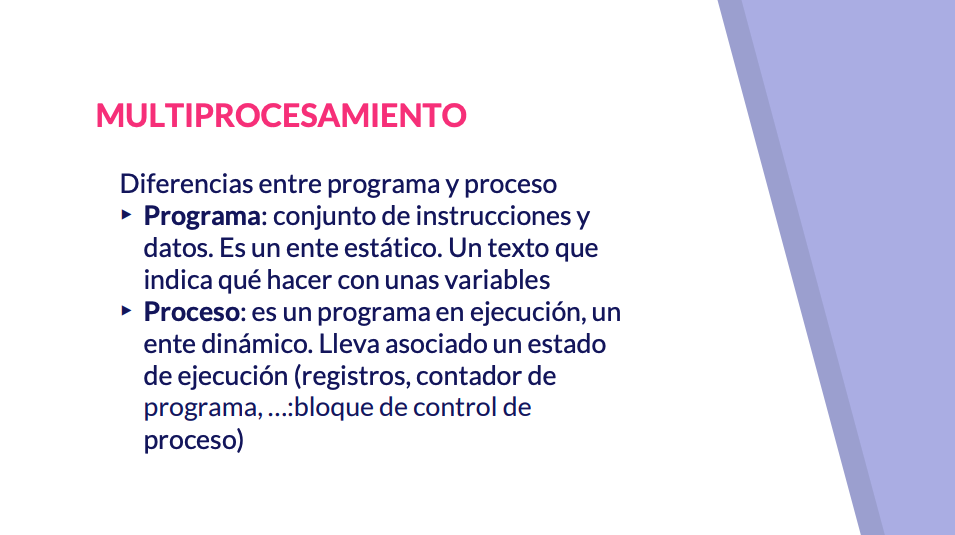 MULTIPROCESAMIENTO
Diferencias entre programa y proceso
▸ Programa: conjunto de instrucciones y
datos. Es un ente estático. Un texto que
indica qué hacer con unas variables
▸ Proceso: es un programa en ejecución, un
ente dinámico. Lleva asociado un estado
de ejecución (registros, contador de
programa, ...:bloque de control de
proceso)